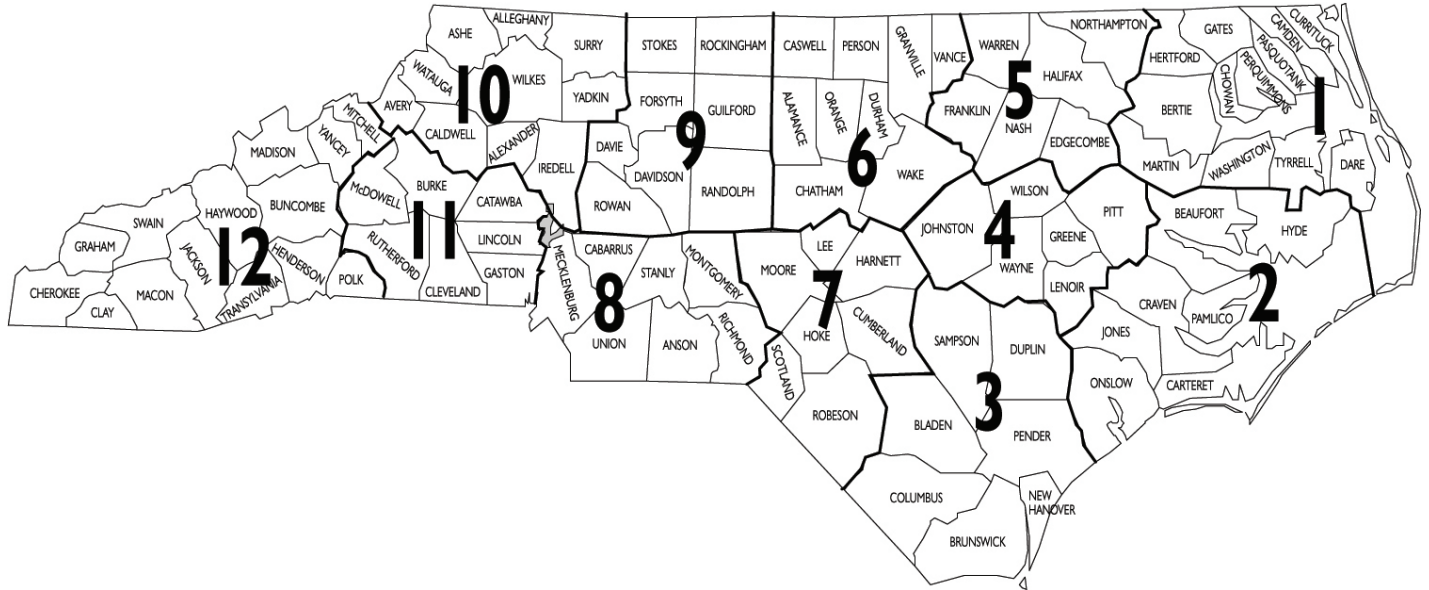 ALLEGHANY
ASHE
SURRY
STOKES
ROCKINGHAM
CASWELL
PERSON
GRANVILLE
VANCE
WARREN
NORTHAMPTON
GATES
CAMDEN
CURRITUCK
PASQUOTANK
PERQUIMMONS
CHOWAN
HERTFORD
HALIFAX
5
10
WATAUGA
WILKES
YADKIN
FORSYTH
GUILFORD
ALAMANCE
ORANGE
DURHAM
FRANKLIN
NASH
EDGECOMBE
BERTIE
1
AVERY
MITCHELL
YANCEY
MADISON
CALDWELL
ALEXANDER
IREDELL
DAVIE
9
DAVIDSON
RANDOLPH
ROWAN
6
CHATHAM
WAKE
MARTIN
WASHINGTON
TYRRELL
DARE
McDOWELL
BURKE
CATAWBA
WILSON
PITT
BEAUFORT
HYDE
SWAIN
HAYWOOD
BUNCOMBE
GRAHAM
JACKSON
12
HENDERSON
RUTHERFORD
11
LINCOLN
MECKLENBURG
CABARRUS
STANLY
MONTGOMERY
MOORE
LEE
HARNETT
JOHNSTON
4
GREENE
WAYNE
LENOIR
CHEROKEE
CLAY
MACON
TRANSYLVANIA
POLK
CLEVELAND
GASTON
8
UNION
ANSON
RICHMOND
7
HOKE
CUMBERLAND
SCOTLAND
SAMPSON
DUPLIN
JONES
CRAVEN
PAMLICO
2
CARTERET
ONSLOW
ROBESON
BLADEN
3
PENDER
COLUMBUS
NEW
HANOVER
BRUNSWICK